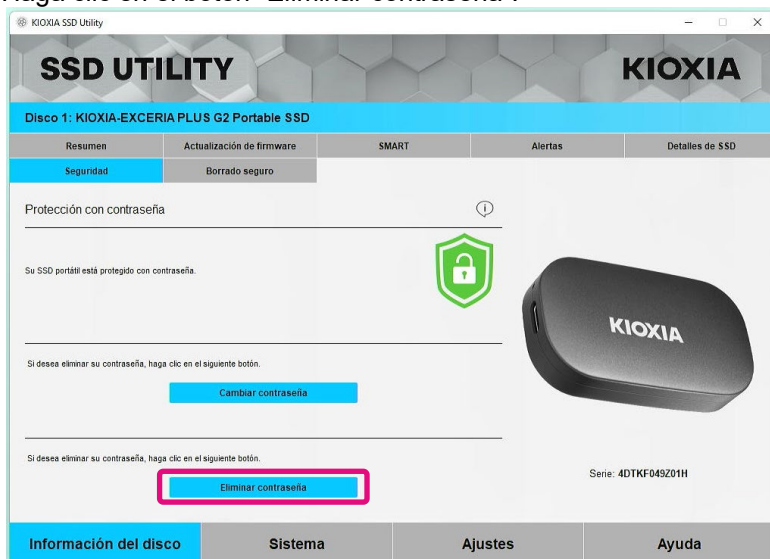 Haga clic en el botón "Eliminar contraseña".
KIOXIA SSD Utility
SSD UTILITY
KIOXIA
Disco 1: KIOXIA-EXCERIA PLUS G2 Portable SSD
Resumen
Actualización de firmware
SMART
Alertas
Detalles de SSD
Seguridad
Borrado seguro
Protección con contraseña
Su SSD portátil está protegido con contraseña.
KIOXIA
Si desea eliminar su contraseña, haga clic en el siguiente botón.
Cambiar contraseña
Si desea eliminar su contraseña, haga clic en el siguiente botón.
Eliminar contraseña
Serie: 4DTKF049Z01H
Información del disco
Sistema
Ajustes
Ayuda